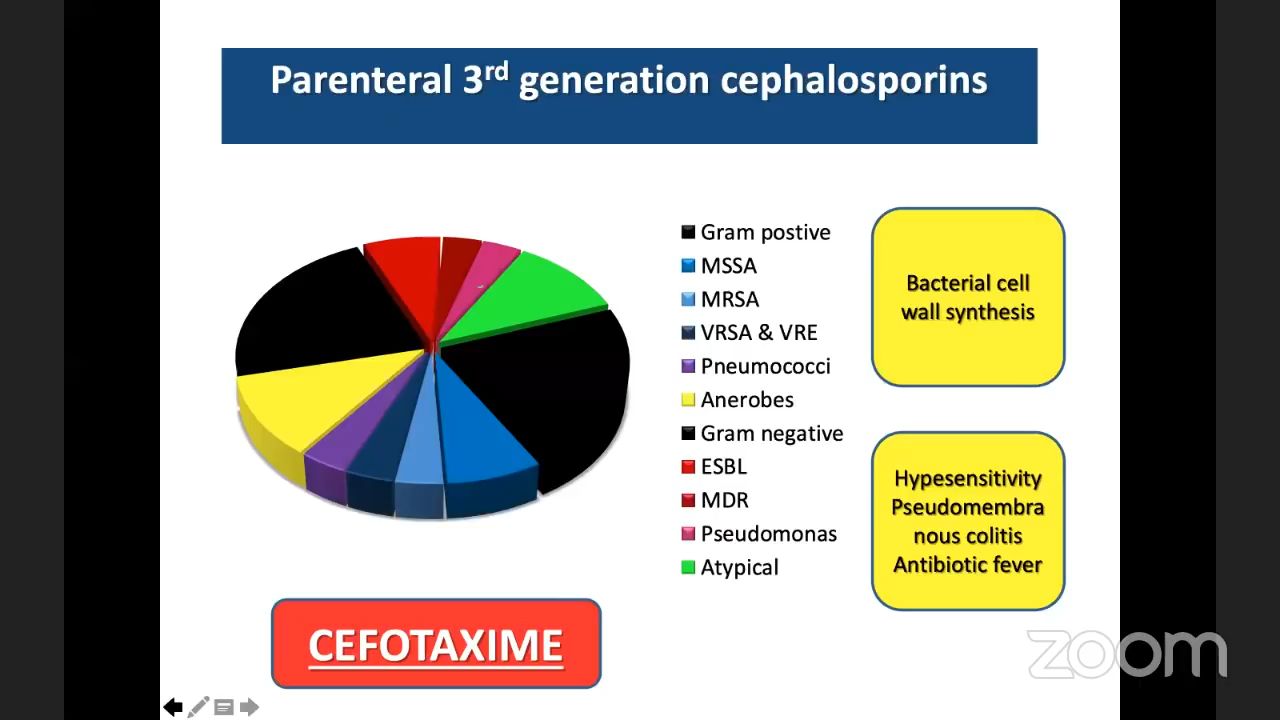 Parenteral 3rd generation cephalosporins
Gram postive
MSSA
MRSA
VRSA & VRE
Pneumococci
Anerobes
Gram negative
ESBL
MDR
Pseudomonas
Atypical
Bacterial cell
wall synthesis
Hypesensitivity
Pseudomembra
nous colitis
Antibiotic fever
CEFOTAXIME
zoom